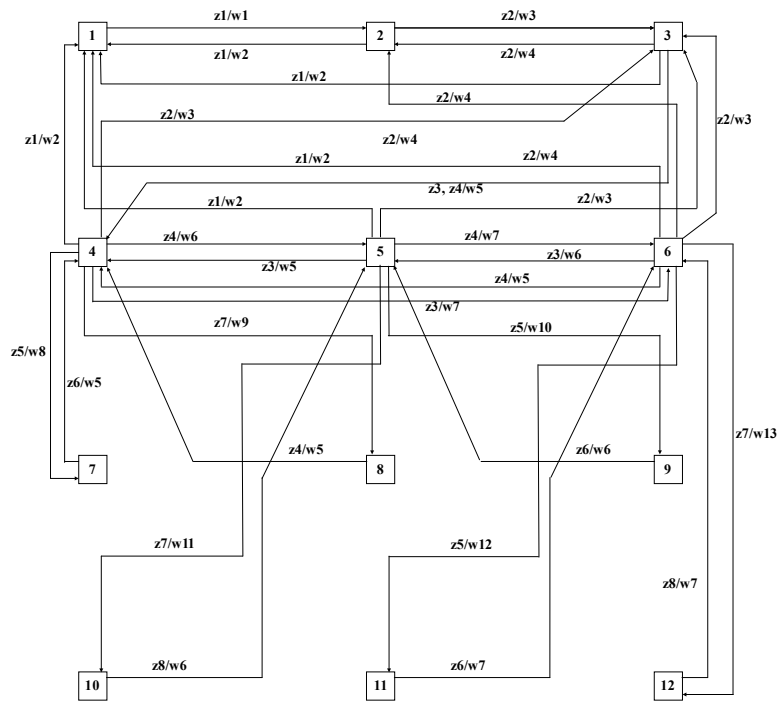 z1/w1
z2/w3
1
2
3
z1/w2
z2/w4
z1/w2
z2/w4
z2/w3
z2/w3
z1/w2
z2/w4
z1/w2
z2/w4
z3, z4/w5
z1/w2
z2/w3
z4/w6
z4/w7
4
5
6
z3/w5
z3/w6
z4/w5
z3/w7
z7/w9
z5/w10
z5/w8
z6/w5
z7/w13
z4/w5
z6/w6
7
8
9
z7/w11
z5/w12
z8/w7
z8/w6
z6/w7
10
11
12